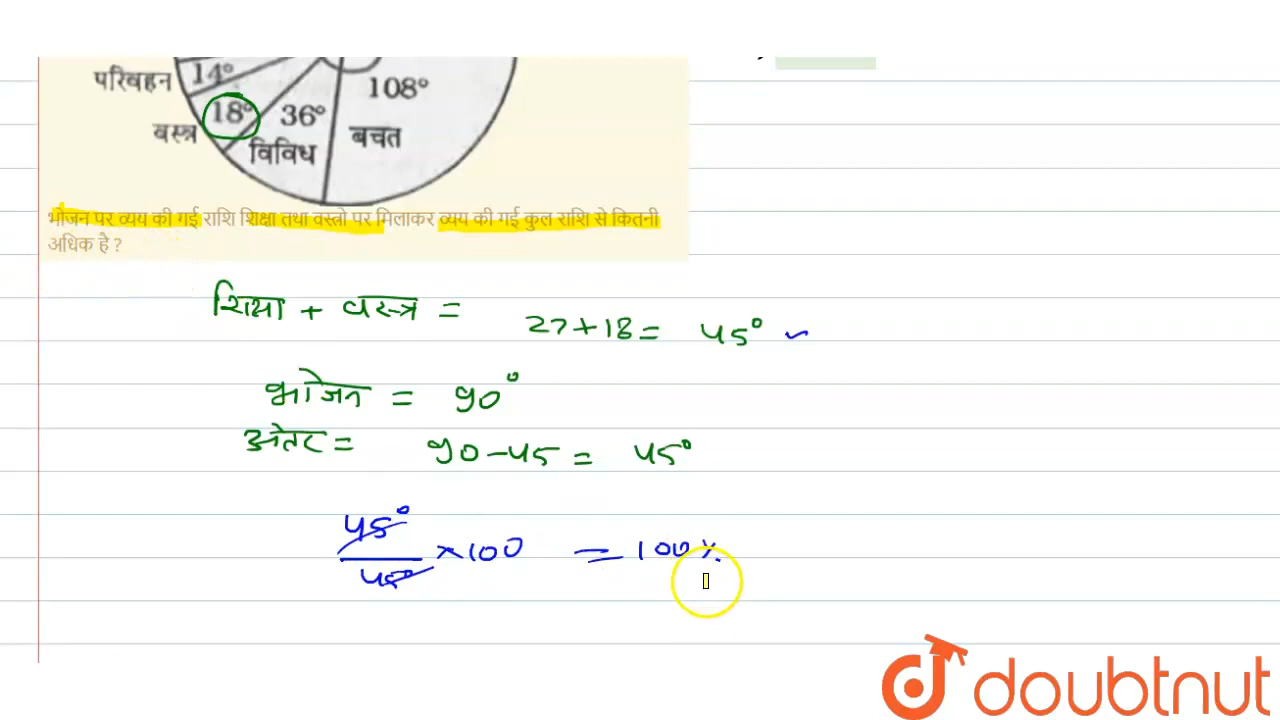 परिवहन 14°
18° 36° 108°
वस्त्र विविध बचत
भोजन पर व्यय की गई राशि शिक्षा तथा वस्त्रो पर मिलाकर व्यय की गई कुल राशि से कितनी
अधिक है ?
शिक्षा + वस्त्र =
27+18= 45°
भोजन = 90°
अंतर = 90-45 = 45°
45°
45° ×100 = 100%
doubtnut